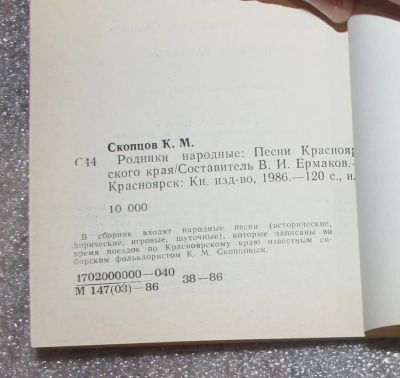 Скопцов К. М.
С44 Родники народные: Песни Краснояр
ского края/Составитель В. И. Ермаков.—
Красноярск: Кн. изд-во, 1986.—120 с., и.
10 000
В сборник входят народные песни (исторические,
лирические, игровые, шуточные), которые записаны во
время поездок по Красноярскому краю известным си-
бирским фольклористом К. М. Скопцовым.
1702000000—040
М 147(03)—86
38—86